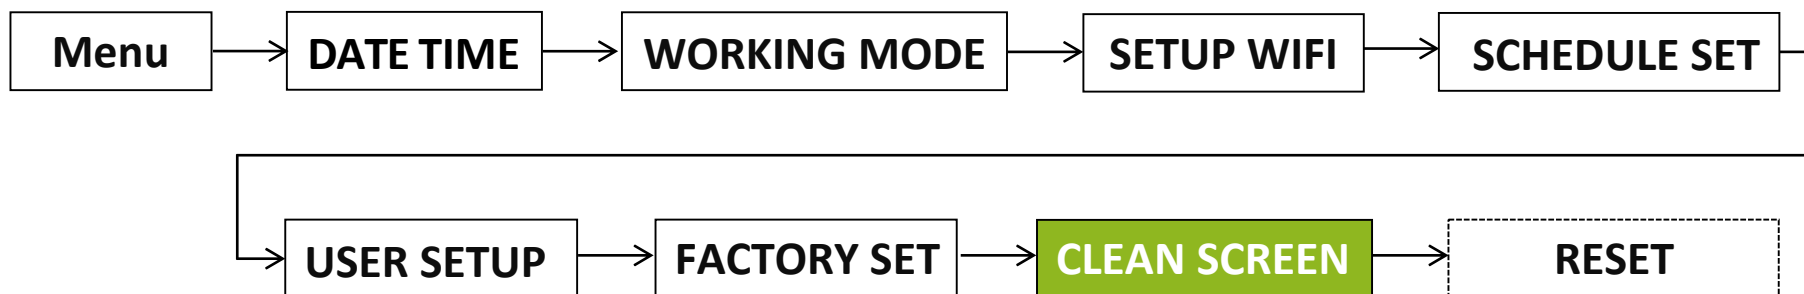 Menu
DATE TIME
WORKING MODE
SETUP WIFI
SCHEDULE SET
USER SETUP
FACTORY SET
CLEAN SCREEN
RESET